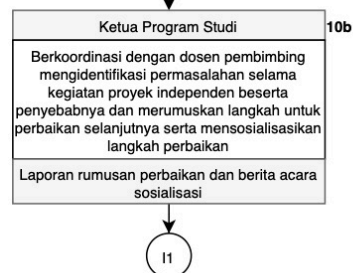 Ketua Program Studi 10b
Berkoordinasi dengan dosen pembimbing
mengidentifikasi permasalahan selama
kegiatan proyek independen beserta
penyebabnya dan merumuskan langkah untuk
perbaikan selanjutnya serta mensosialisasikan
langkah perbaikan
Laporan rumusan perbaikan dan berita acara
sosialisasi
I1